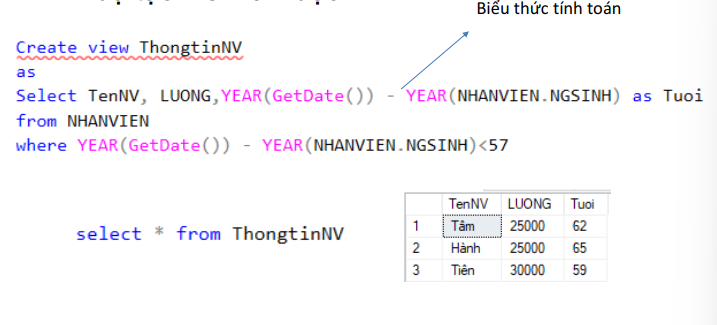 Biểu thức tính toán
Create view ThongtinNV
as
Select TenNV, LUONG,YEAR(GetDate()) - YEAR(NHANVIEN.NGSINH) as Tuoi
from NHANVIEN
where YEAR(GetDate()) - YEAR(NHANVIEN.NGSINH)<57
select * from ThongtinNV
TenNV LUONG Tuoi
1 Tâm 25000 62
2 Hành 25000 65
3 Tiên 30000 59